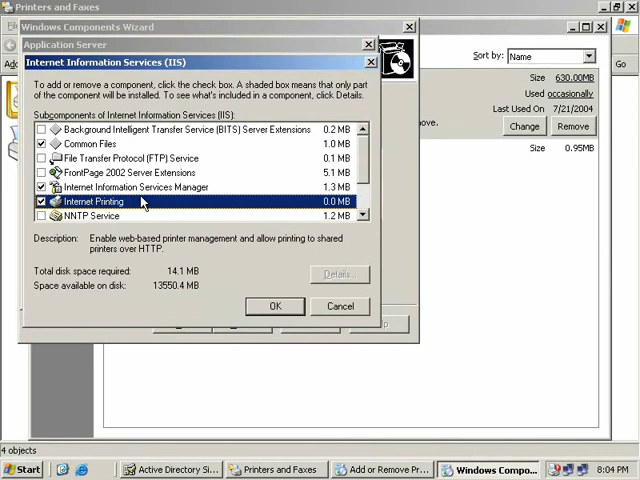 Printers and Faxes
Windows Components Wizard
Application Server
Internet Information Services (IIS)
Sort by: Name
To add or remove a component, click the check box. A shaded box means that only part
of the component will be installed. To see what's included in a component, click Details.
Size 630.00MB
Subcomponents of Internet Information Services (IIS):
Used occasionally
Background Intelligent Transfer Service (BITS) Server Extensions 0.2 MB
Last Used On 7/21/2004
Common Files 1.0 MB
Change Remove
File Transfer Protocol (FTP) Service 0.1 MB
Size 0.95MB
FrontPage 2002 Server Extensions 5.1 MB
Internet Information Services Manager 1.3 MB
Internet Printing 0.0 MB
NNTP Service 1.2 MB
Description: Enable web-based printer management and allow printing to shared
printers over HTTP.
Total disk space required: 14.1 MB
Details...
Space available on disk: 13550.4 MB
OK Cancel
4 objects
Start
Active Directory Si...
Printers and Faxes
Add or Remove Pr...
Windows Compo...
8:04 PM